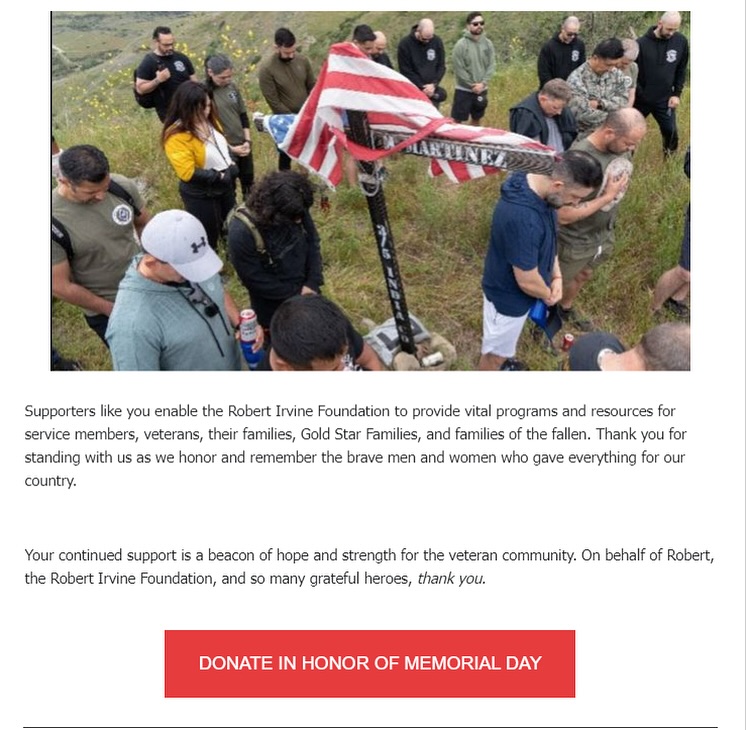 MARTINEZ
3/5 INDIA
Supporters like you enable the Robert Irvine Foundation to provide vital programs and resources for
service members, veterans, their families, Gold Star Families, and families of the fallen. Thank you for
standing with us as we honor and remember the brave men and women who gave everything for our
country.
Your continued support is a beacon of hope and strength for the veteran community. On behalf of Robert,
the Robert Irvine Foundation, and so many grateful heroes, thank you.
DONATE IN HONOR OF MEMORIAL DAY